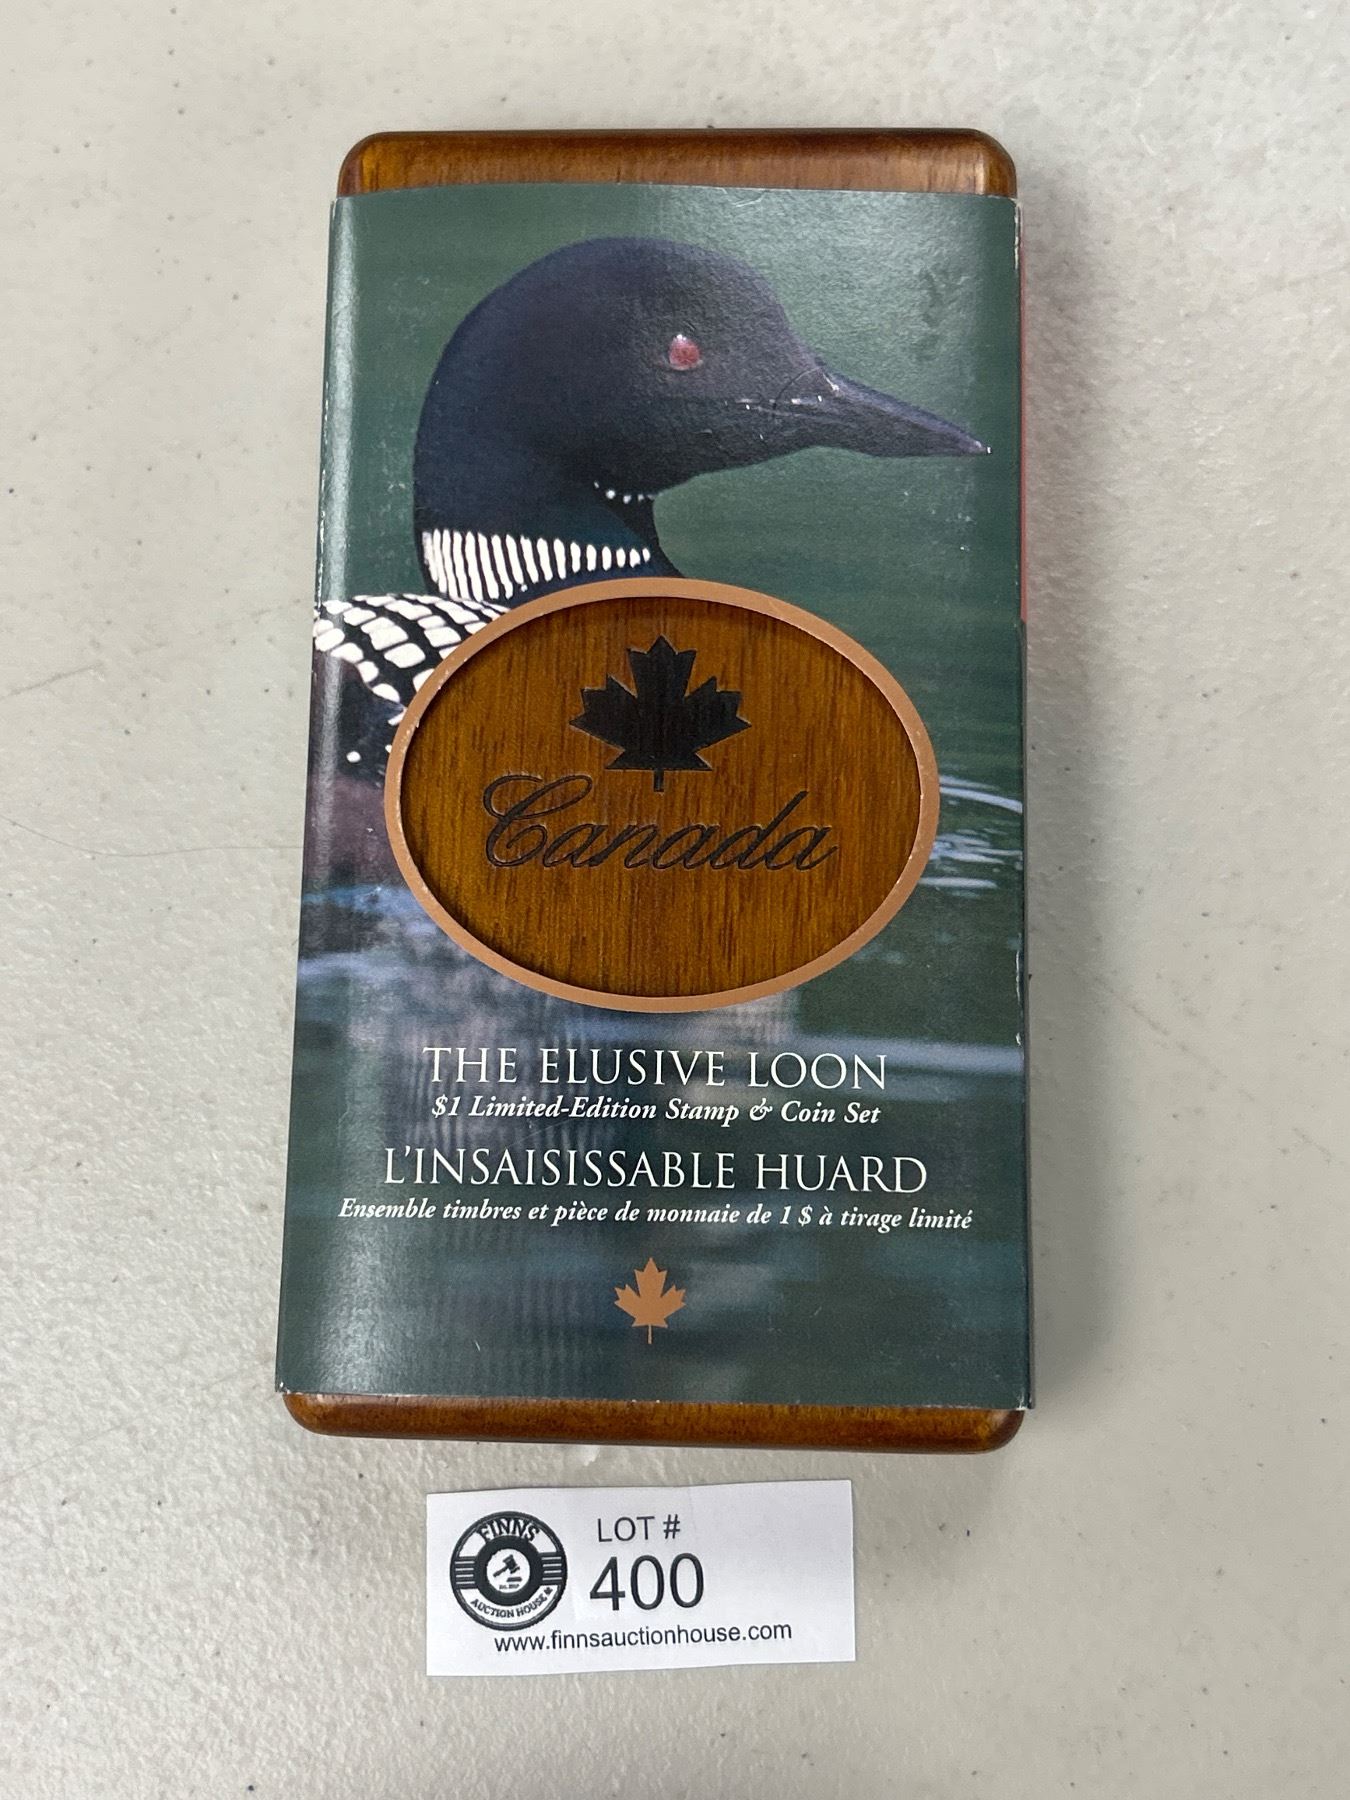 Canada
THE ELUSIVE LOON
$1 Limited-Edition Stamp & Coin Set
L'INSAISISSABLE HUARD
Ensemble timbres et pièce de monnaie de 1 $ à tirage limité
FINNS
AUCTION HOUSE
LOT #
400
www.finnsauctionhouse.com